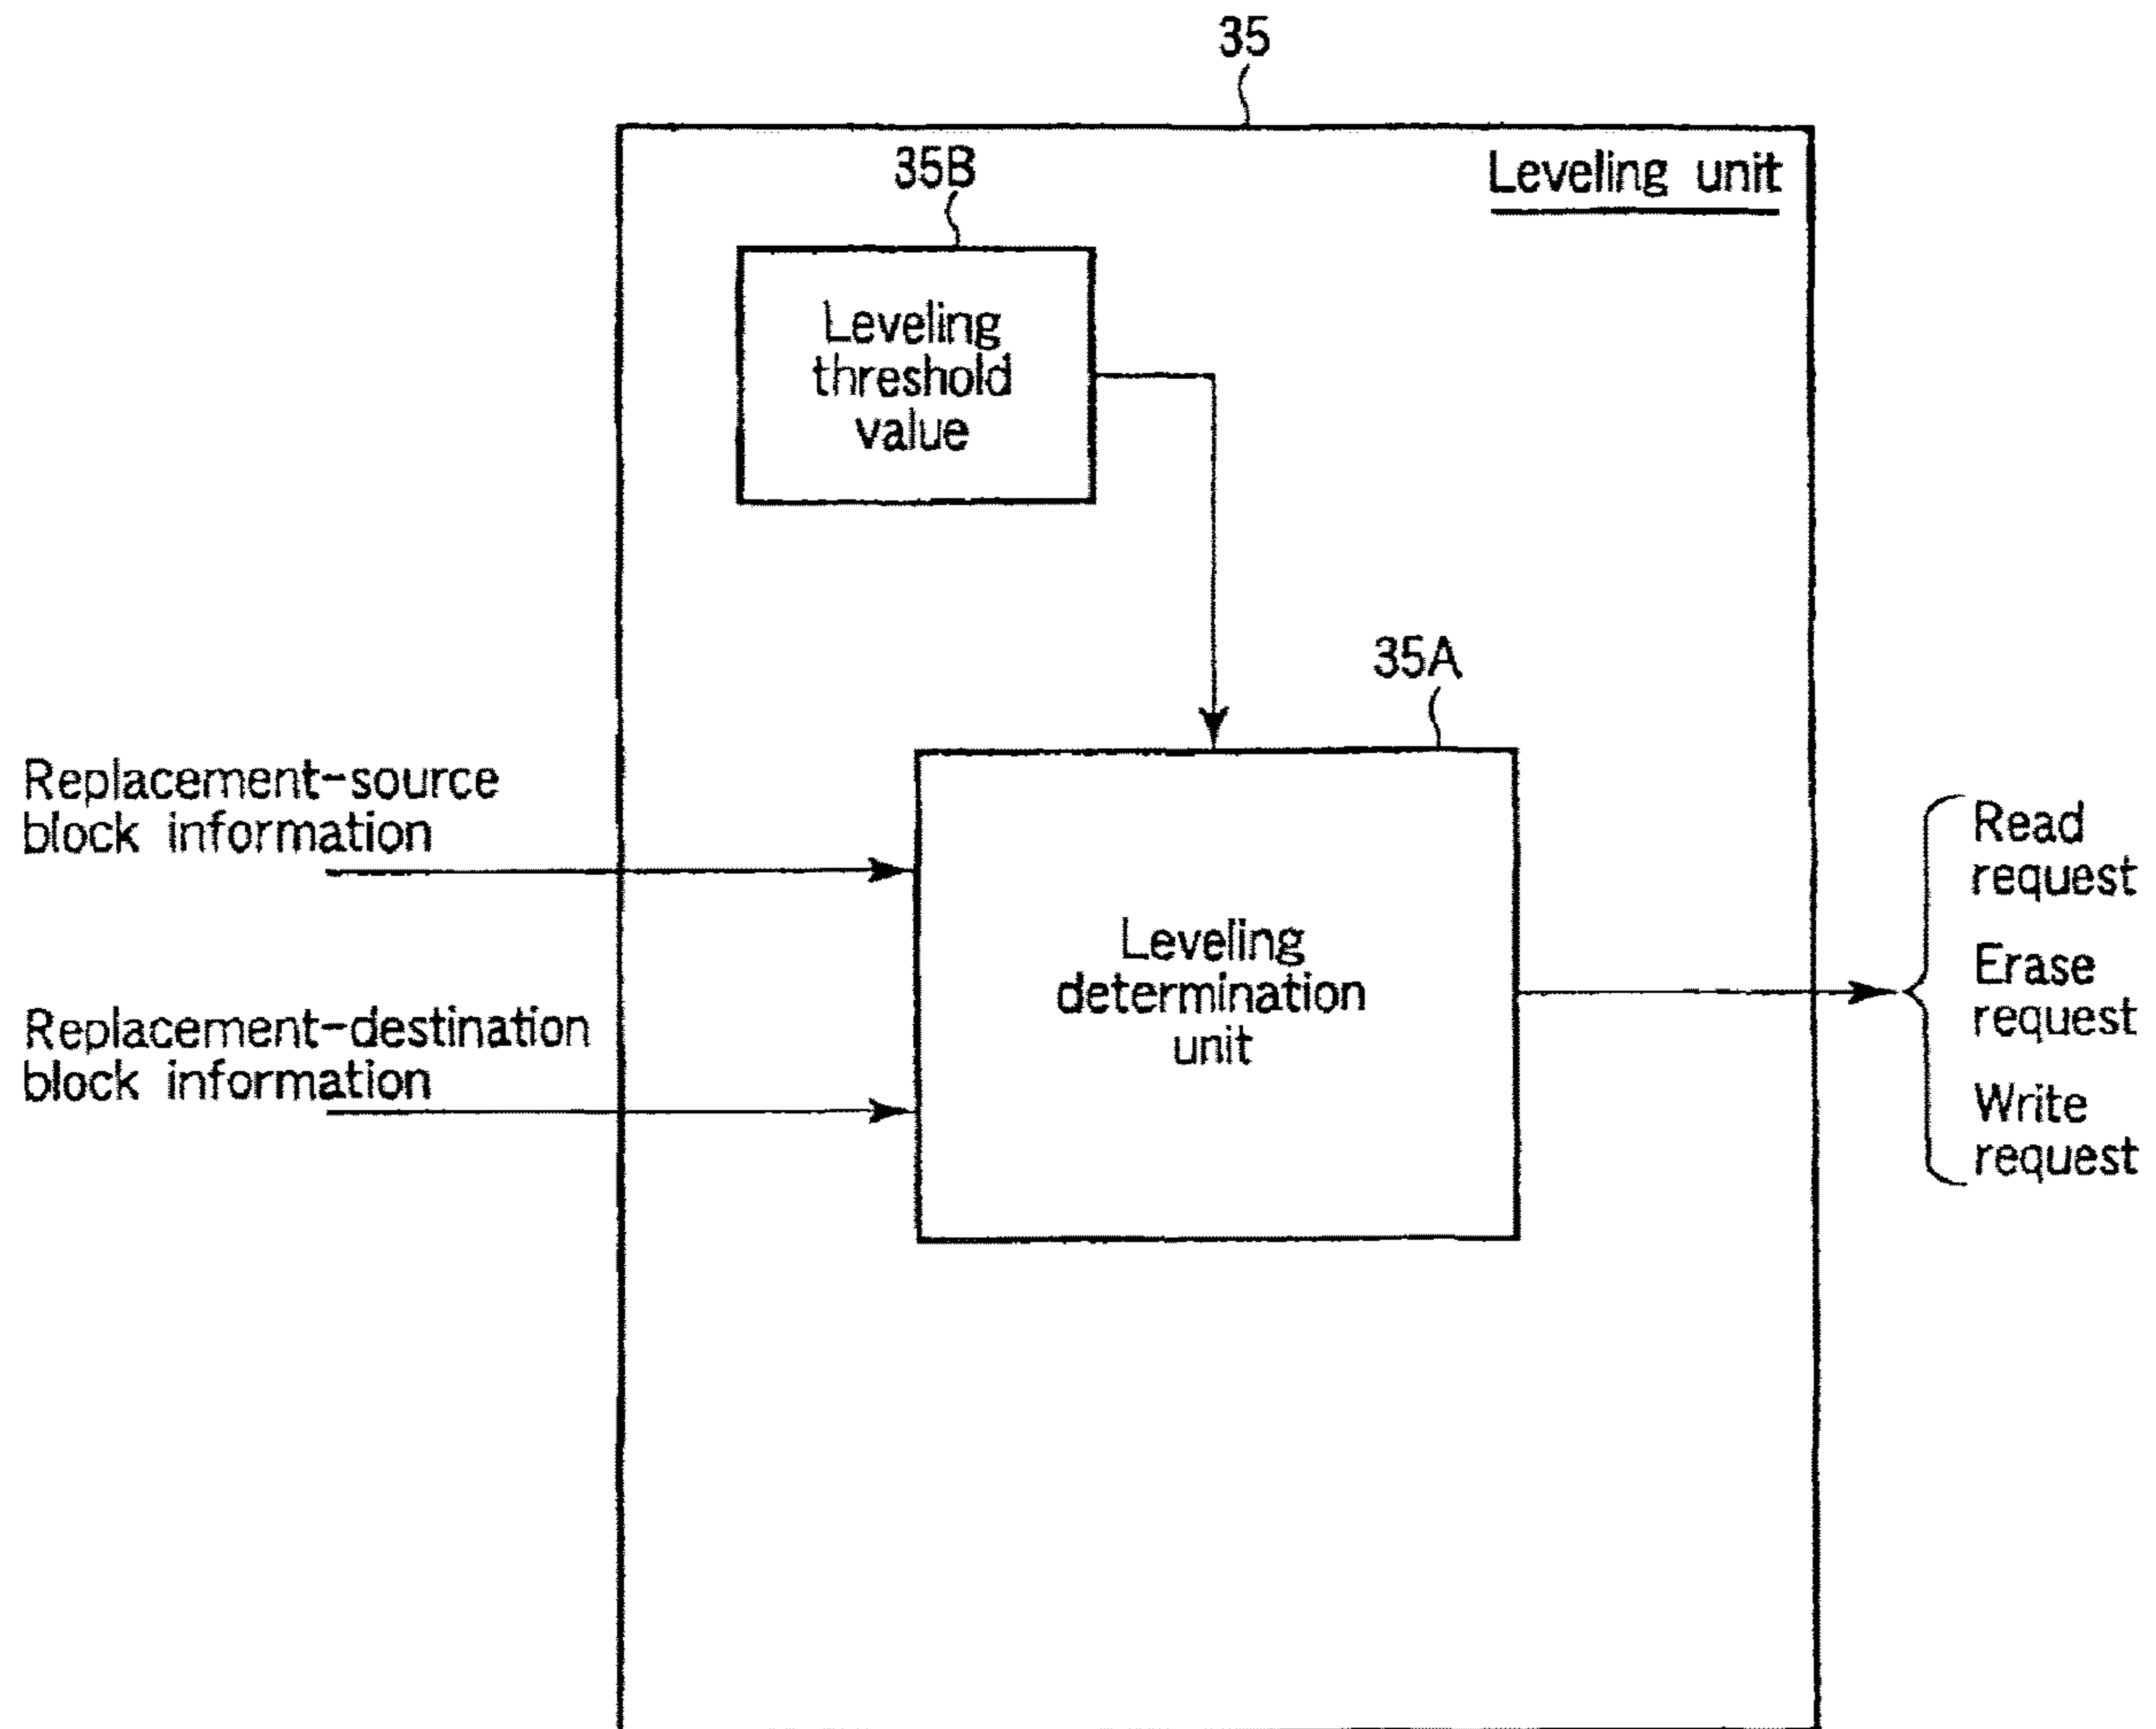 35
35B
Leveling unit
Leveling
threshold
value
35A
Replacement-source
block information
Replacement-destination
block information
Leveling
determination
unit
Read
request
Erase
request
Write
request